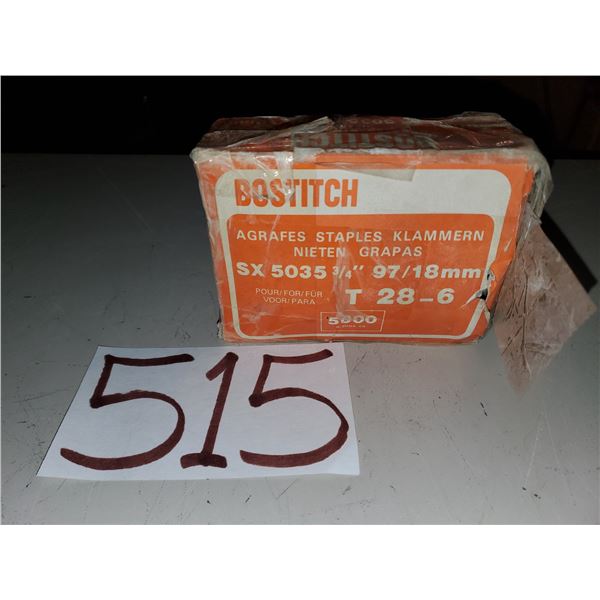 BOSTITCH
AGRAFES STAPLES KLAMMERN
NIETEN GRAPAS
SX 5035 3/4" 97/18mm
POUR/FOR/FÜR
VOOR/PARA
T 28-6
5000
515